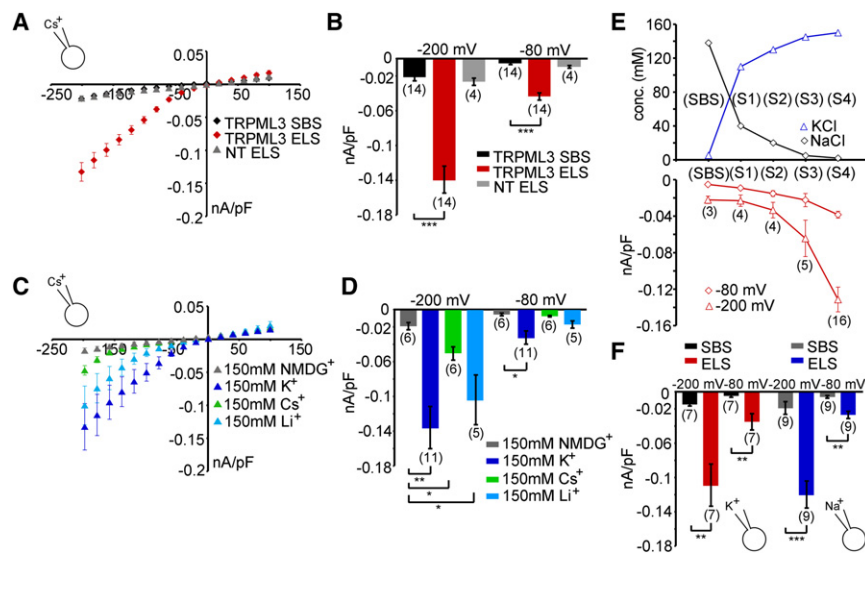 A
Cs+
0.05
-250
-150
-50
50
100
150
-0.05
-0.1
-0.15
-0.2
nA/pF
TRPML3 SBS
TRPML3 ELS
NT ELS
B
-200 mV
-80 mV
0
-0.02
-0.06
-0.1
-0.14
-0.18
nA/pF
(14)
(14)
(4)
(14)
(14)
(4)
***
***
TRPML3 SBS
TRPML3 ELS
NT ELS
E
160
120
80
40
0
conc. (mM)
(SBS)
(S1)
(S2)
(S3)
(S4)
KCl
NaCl
(SBS)
(S1)
(S2)
(S3)
(S4)
0
-0.04
-0.08
-0.12
-0.16
nA/pF
(3)
(4)
(4)
(5)
(16)
-80 mV
-200 mV
C
Cs+
0.05
-250
-150
-50
50
100
150
-0.05
-0.1
-0.15
-0.2
nA/pF
150mM NMDG+
150mM K+
150mM Cs+
150mM Li+
D
-200 mV
-80 mV
0
-0.02
-0.06
-0.1
-0.14
-0.18
nA/pF
(6)
(11)
(6)
(5)
(6)
(11)
(6)
(5)
**
*
*
*
150mM NMDG+
150mM K+
150mM Cs+
150mM Li+
F
SBS
ELS
SBS
ELS
-200 mV
-80 mV
-200 mV
-80 mV
0
-0.02
-0.06
-0.1
-0.14
-0.18
nA/pF
(7)
(7)
(7)
(7)
(9)
(9)
(9)
(9)
**
**
***
**
K+
Na+